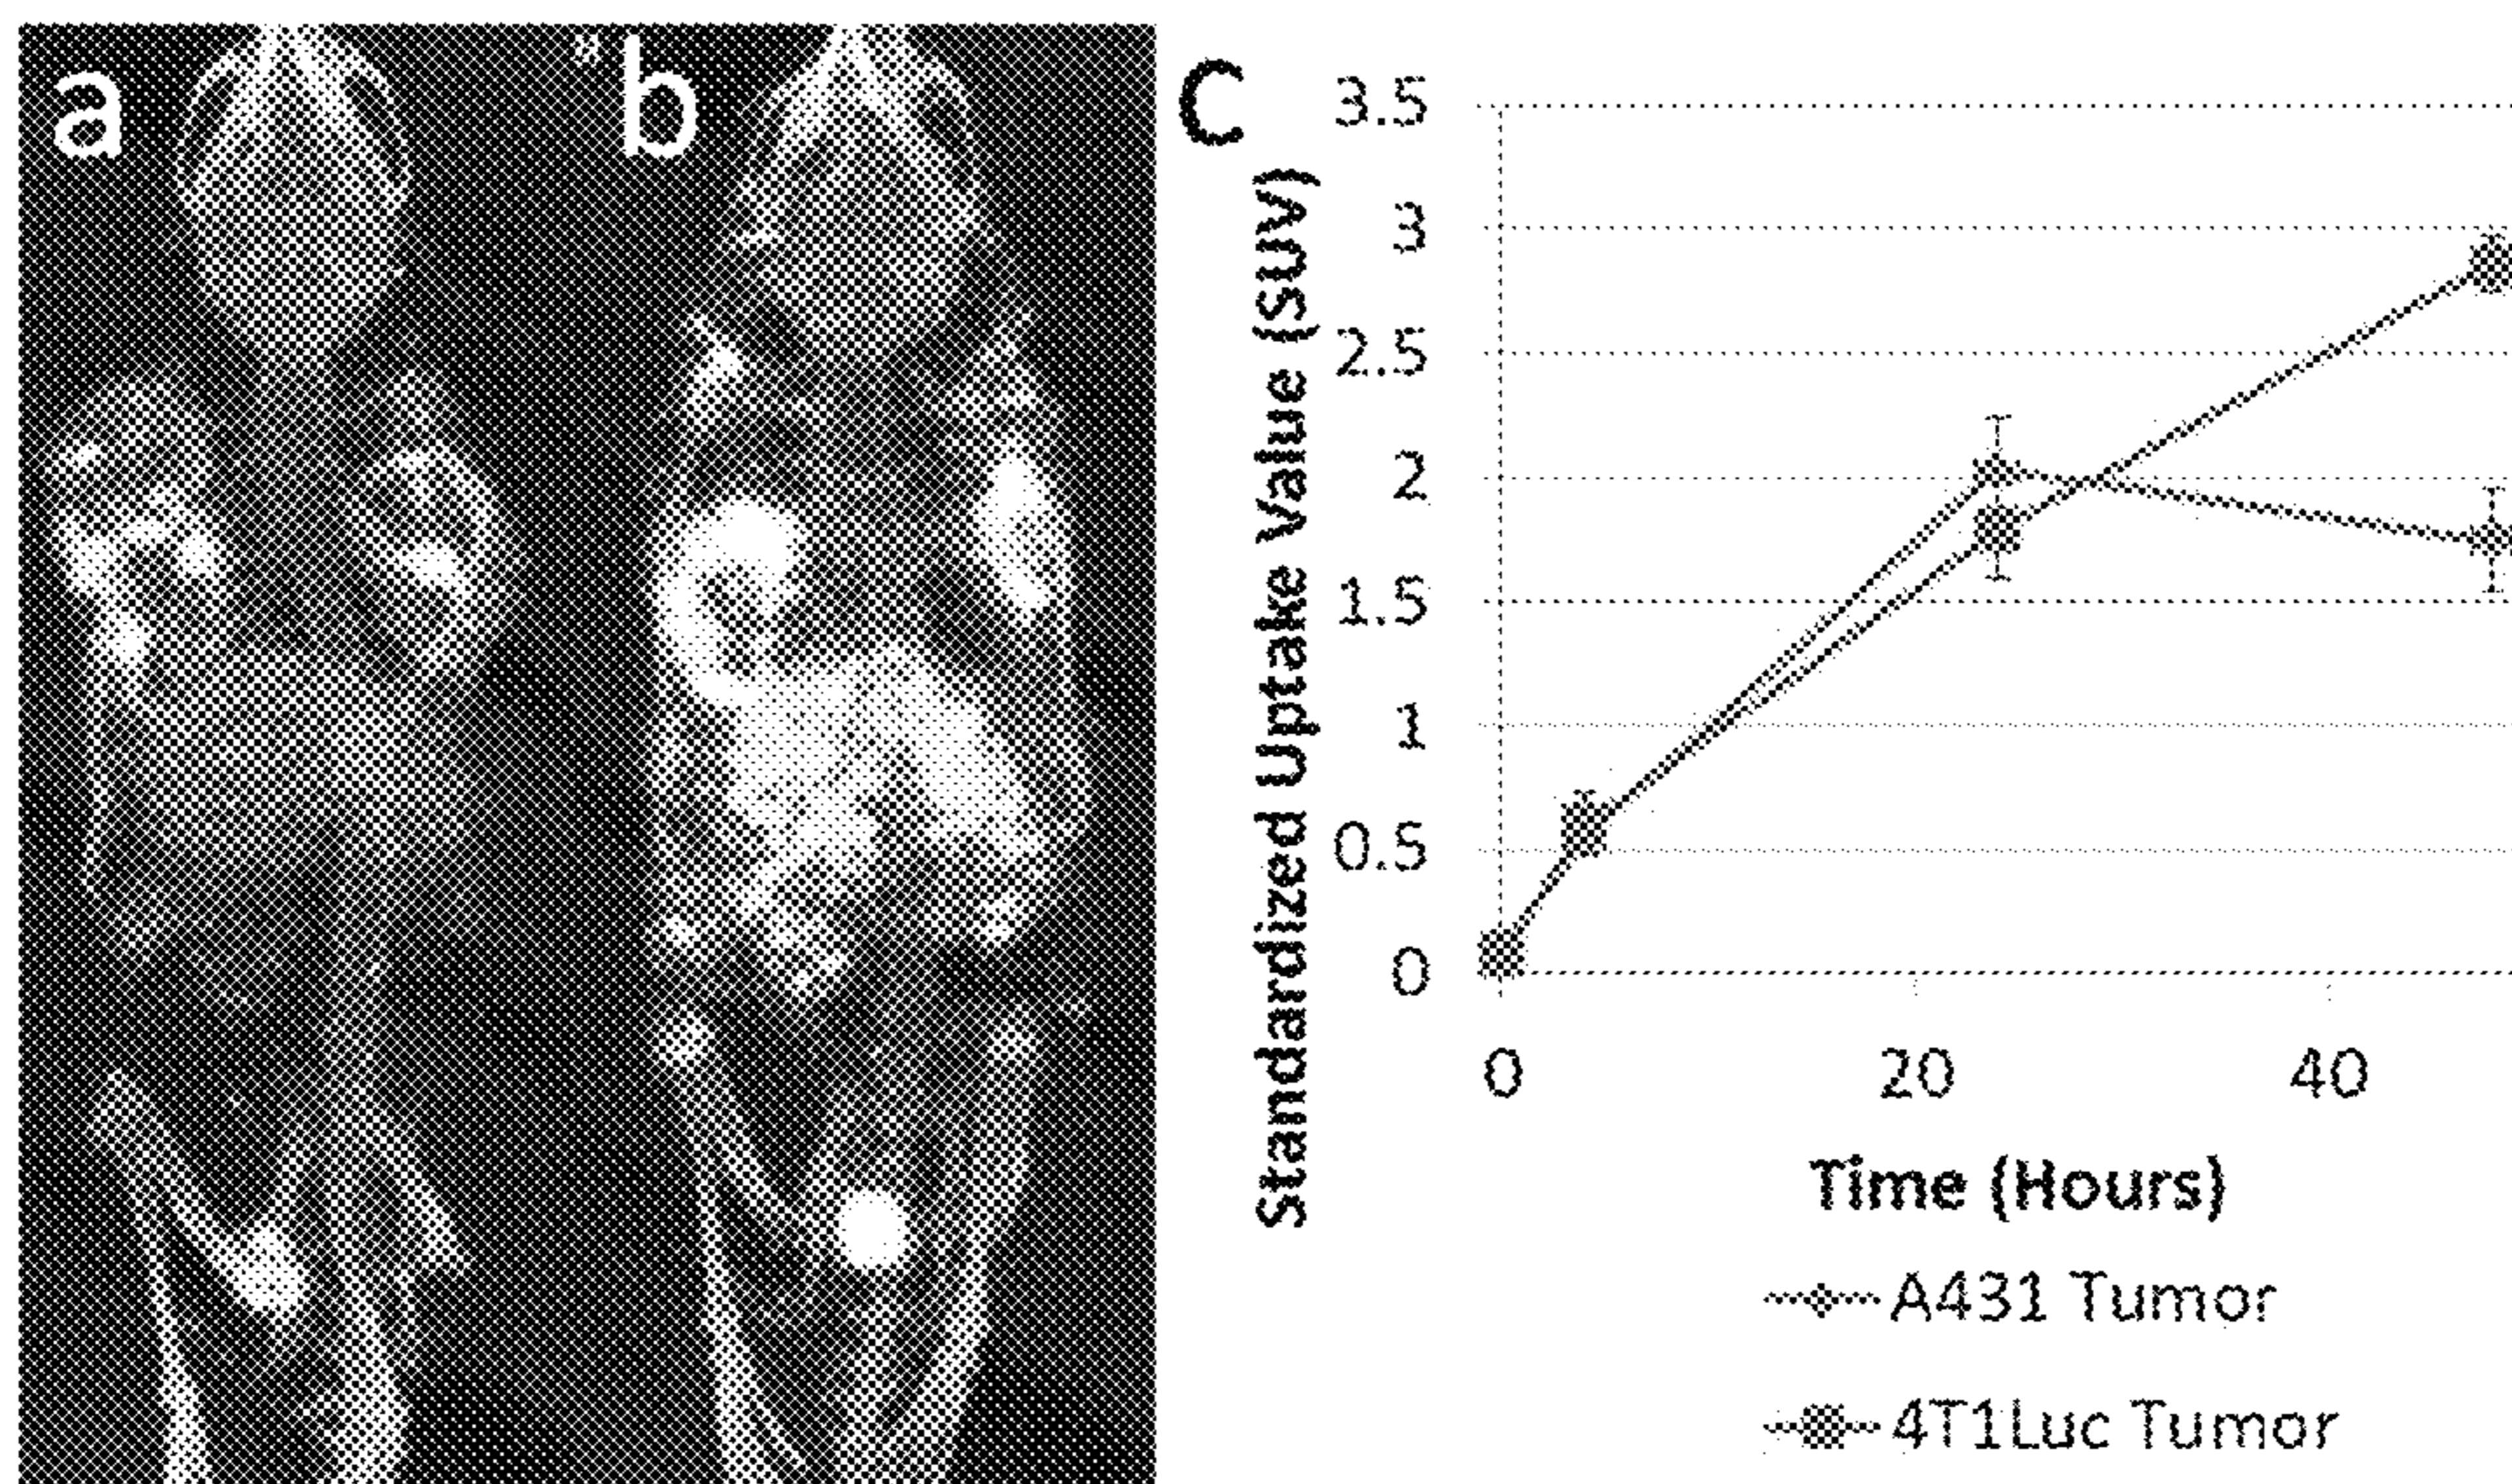 a
b
c
3.5
3
2.5
2
1.5
1
0.5
0
Standardized Uptake Value (SUV)
0 20 40
Time (Hours)
A431 Tumor
4T1Luc Tumor